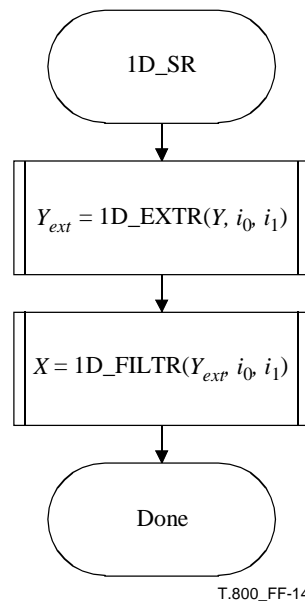 1D_SR
Y_ext = 1D_EXTR(Y, i_0, i_1)
X = 1D_FILTR(Y_ext, i_0, i_1)
Done
T.800_FF-14